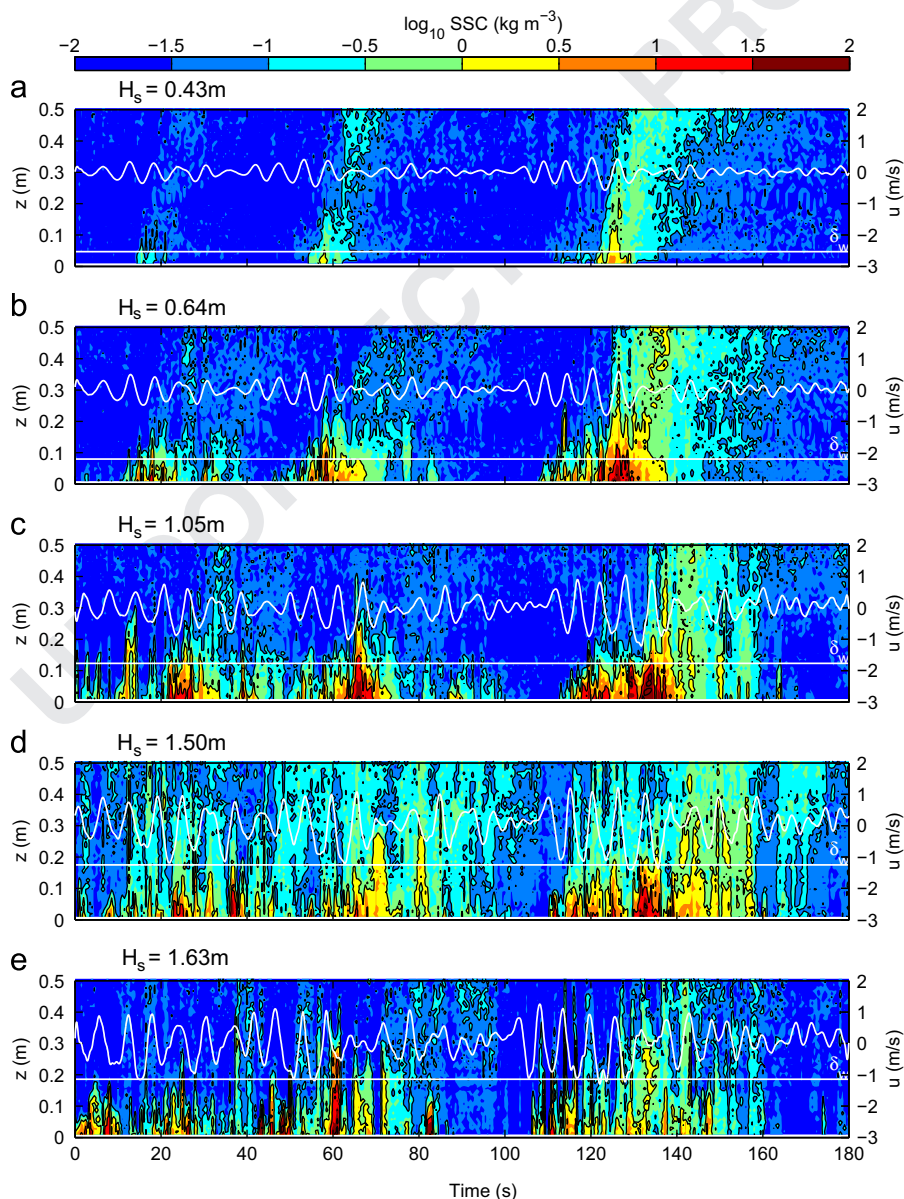 log10 SSC (kg m−3)
−2 −1.5 −1 −0.5 0 0.5 1 1.5 2
a
Hs = 0.43m
0.5 0.4 0.3 0.2 0.1 0
z (m)
2 1 0 −1 −2 −3
u (m/s)
δw
b
Hs = 0.64m
0.5 0.4 0.3 0.2 0.1 0
z (m)
2 1 0 −1 −2 −3
u (m/s)
δw
c
Hs = 1.05m
0.5 0.4 0.3 0.2 0.1 0
z (m)
2 1 0 −1 −2 −3
u (m/s)
δw
d
Hs = 1.50m
0.5 0.4 0.3 0.2 0.1 0
z (m)
2 1 0 −1 −2 −3
u (m/s)
δw
e
Hs = 1.63m
0.5 0.4 0.3 0.2 0.1 0
z (m)
2 1 0 −1 −2 −3
u (m/s)
δw
0 20 40 60 80 100 120 140 160 180
Time (s)